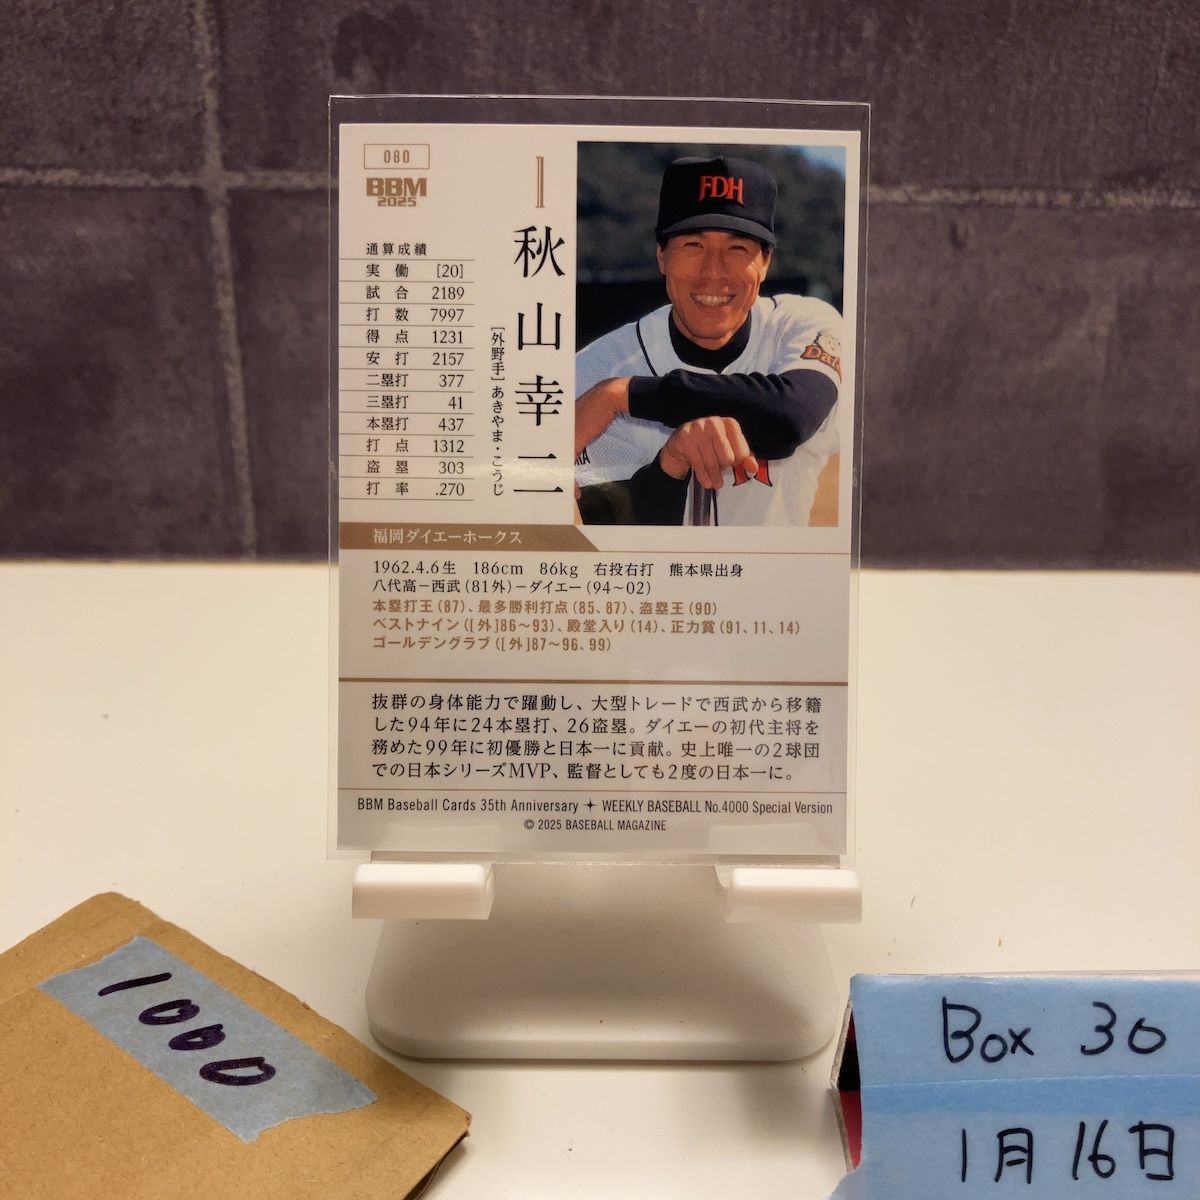 080
BBM
2025
1
秋山幸二
[外野手] あきやま・こうじ
通算成績
実働 [20]
試合 2189
打数 7997
得点 1231
安打 2157
二塁打 377
三塁打 41
本塁打 437
打点 1312
盗塁 303
打率 .270
FDH
H
福岡ダイエーホークス
1962.4.6生 186cm 86kg 右投右打 熊本県出身
八代高－西武(81外)－ダイエー(94～02)
本塁打王(87)、最多勝利打点(85、87)、盗塁王(90)
ベストナイン([外]86～93)、殿堂入り(14)、正力賞(91、11、14)
ゴールデングラブ([外]87～96、99)
抜群の身体能力で躍動し、大型トレードで西武から移籍
した94年に24本塁打、26盗塁。ダイエーの初代主将を
務めた99年に初優勝と日本一に貢献。史上唯一の2球団
での日本シリーズMVP、監督としても2度の日本一に。
BBM Baseball Cards 35th Anniversary ✦ WEEKLY BASEBALL No.4000 Special Version
© 2025 BASEBALL MAGAZINE
1000
Box 30
1月16日